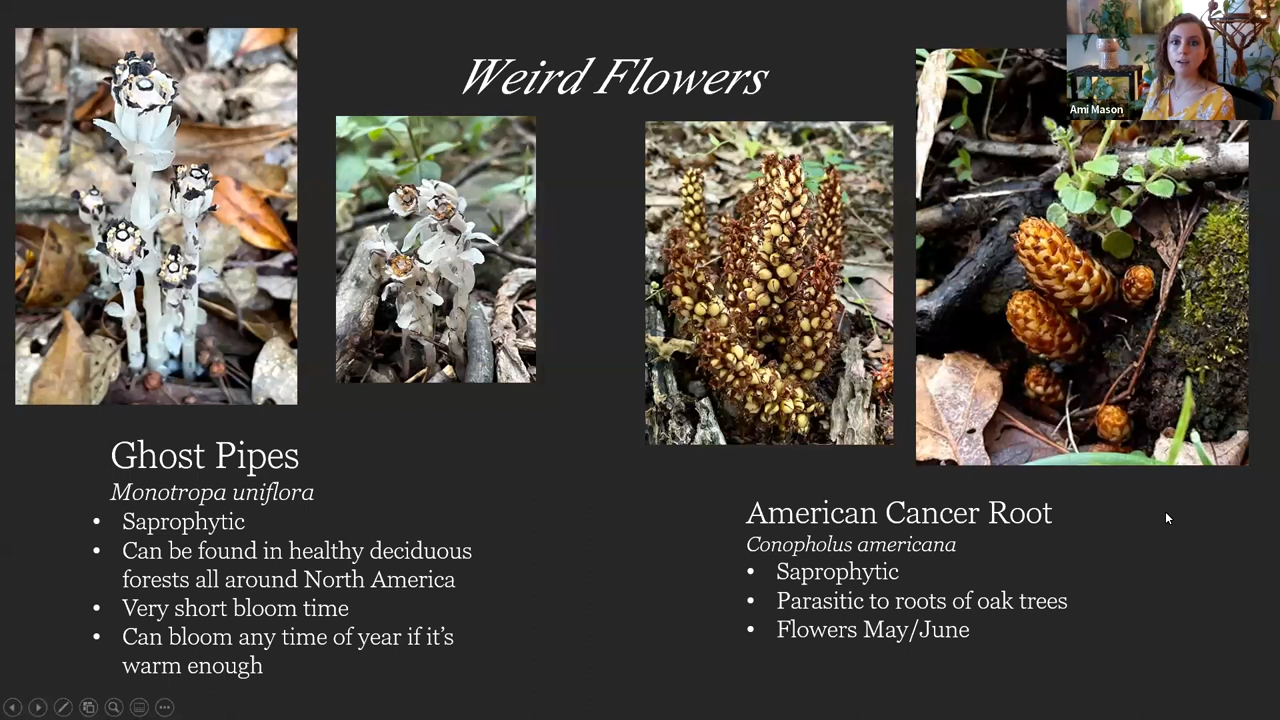 Weird Flowers
Ami Mason
Ghost Pipes
Monotropa uniflora
• Saprophytic
• Can be found in healthy deciduous
forests all around North America
• Very short bloom time
• Can bloom any time of year if it's
warm enough
American Cancer Root
Conopholus americana
• Saprophytic
• Parasitic to roots of oak trees
• Flowers May/June